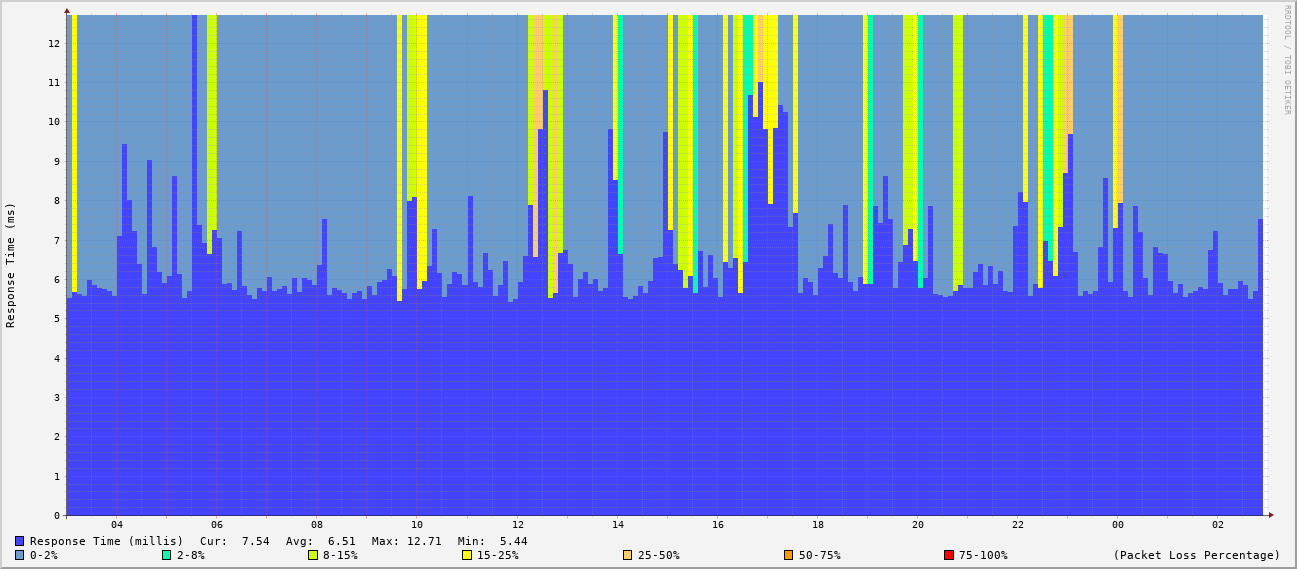 RRDTOOL / TOBI OETIKER
Response Time (ms)
12
11
10
9
8
7
6
5
4
3
2
1
0
04 06 08 10 12 14 16 18 20 22 00 02
Response Time (millis) Cur: 7.54 Avg: 6.51 Max: 12.71 Min: 5.44
0-2% 2-8% 8-15% 15-25% 25-50% 50-75% 75-100% (Packet Loss Percentage)